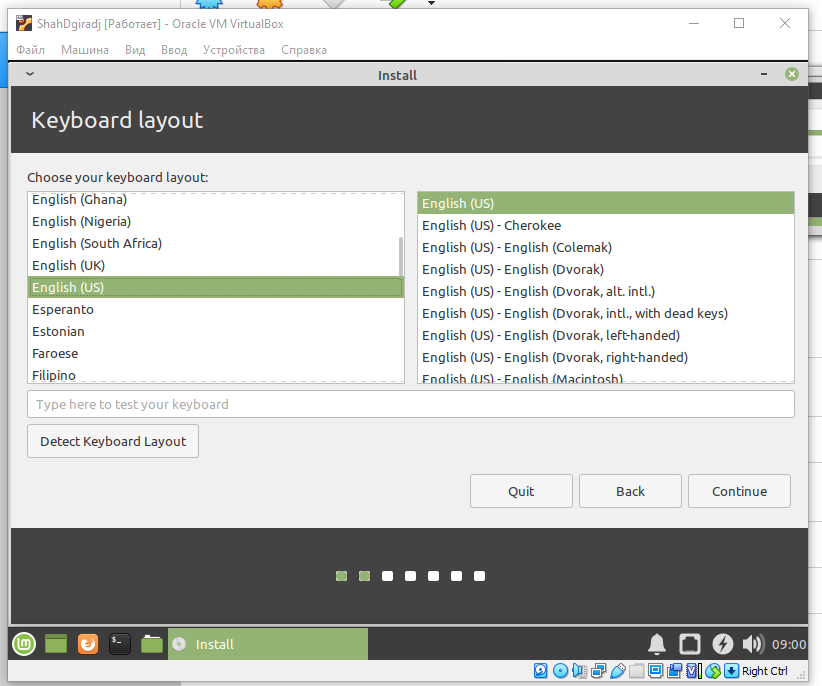 ShahDgiradj [Работает] - Oracle VM VirtualBox
Файл Машина Вид Ввод Устройства Справка
Install
Keyboard layout
Choose your keyboard layout:
English (Ghana)
English (Nigeria)
English (South Africa)
English (UK)
English (US)
Esperanto
Estonian
Faroese
Filipino
English (US)
English (US) - Cherokee
English (US) - English (Colemak)
English (US) - English (Dvorak)
English (US) - English (Dvorak, alt. intl.)
English (US) - English (Dvorak, intl., with dead keys)
English (US) - English (Dvorak, left-handed)
English (US) - English (Dvorak, right-handed)
English (US) - English (Macintosh)
Type here to test your keyboard
Detect Keyboard Layout
Quit Back Continue
Install 09:00
Right Ctrl